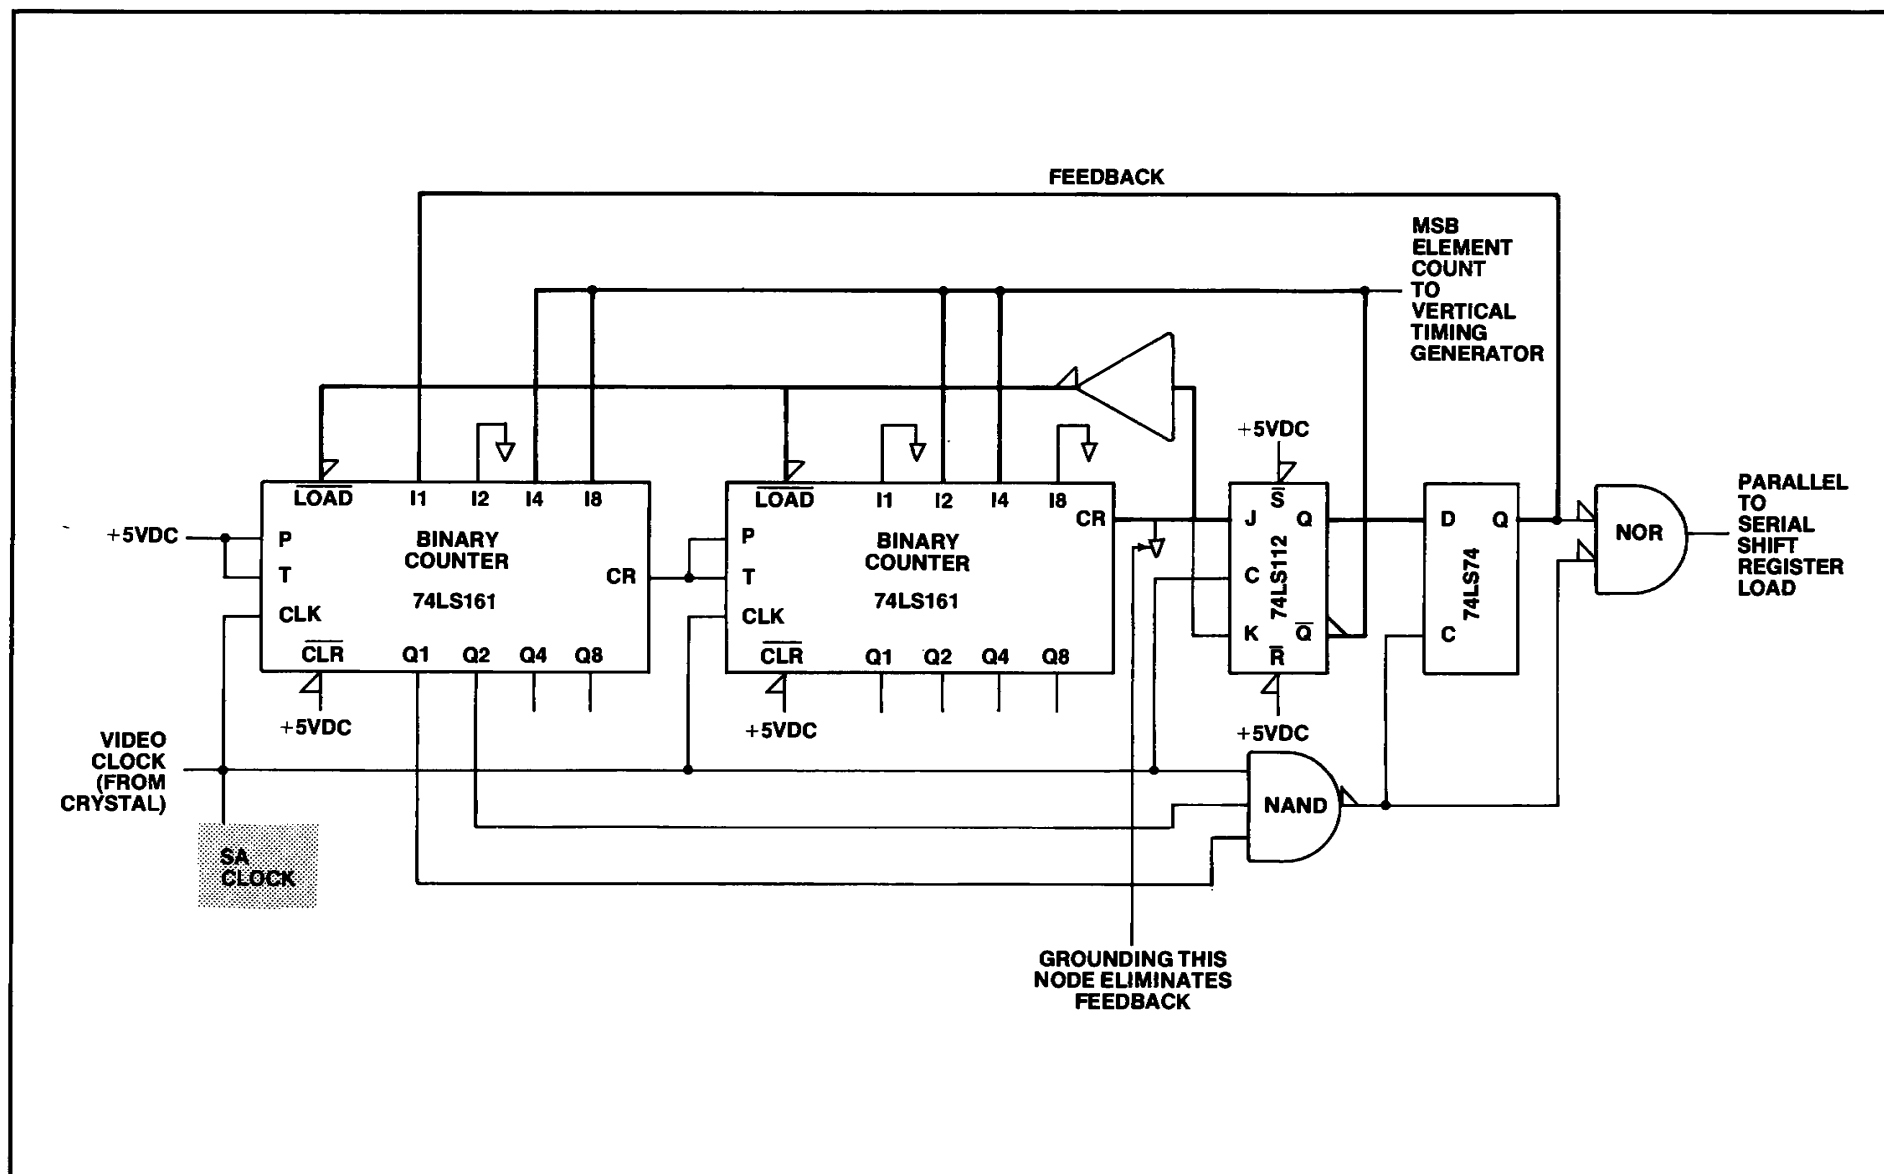 FEEDBACK
MSB
ELEMENT
COUNT
TO
VERTICAL
TIMING
GENERATOR
+5VDC
LOAD I1 I2 I4 I8
P
T
CLK
BINARY
COUNTER
74LS161
CR
CLR Q1 Q2 Q4 Q8
+5VDC
LOAD I1 I2 I4 I8
CR
P
T
CLK
BINARY
COUNTER
74LS161
CLR Q1 Q2 Q4 Q8
+5VDC
+5VDC
S
J Q
C
74LS112
K Q
R
+5VDC
D Q
74LS74
C
NOR
PARALLEL
TO
SERIAL
SHIFT
REGISTER
LOAD
VIDEO
CLOCK
(FROM
CRYSTAL)
NAND
SA
CLOCK
GROUNDING THIS
NODE ELIMINATES
FEEDBACK